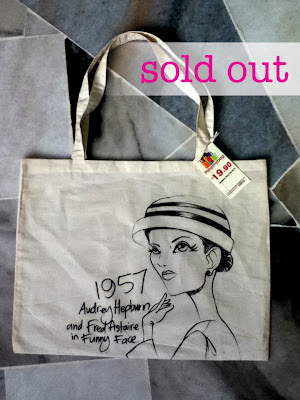 sold out
19.90
1957
Audrey Hepburn
and Fred Astaire
in Funny Face